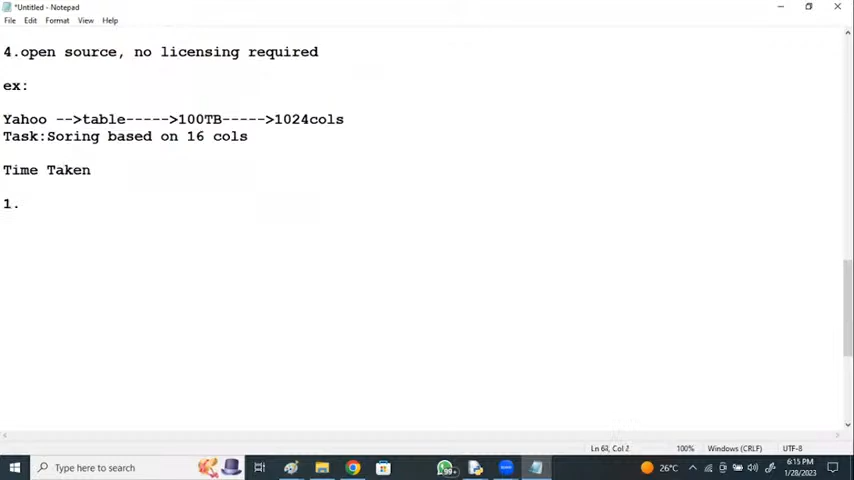 *Untitled - Notepad
File Edit Format View Help
4.open source, no licensing required
ex:
Yahoo -->table----->100TB----->1024cols
Task:Soring based on 16 cols
Time Taken
1.
Ln 63, Col 2 100% Windows (CRLF) UTF-8
Type here to search 99+ 26°C 6:15 PM
1/28/2023